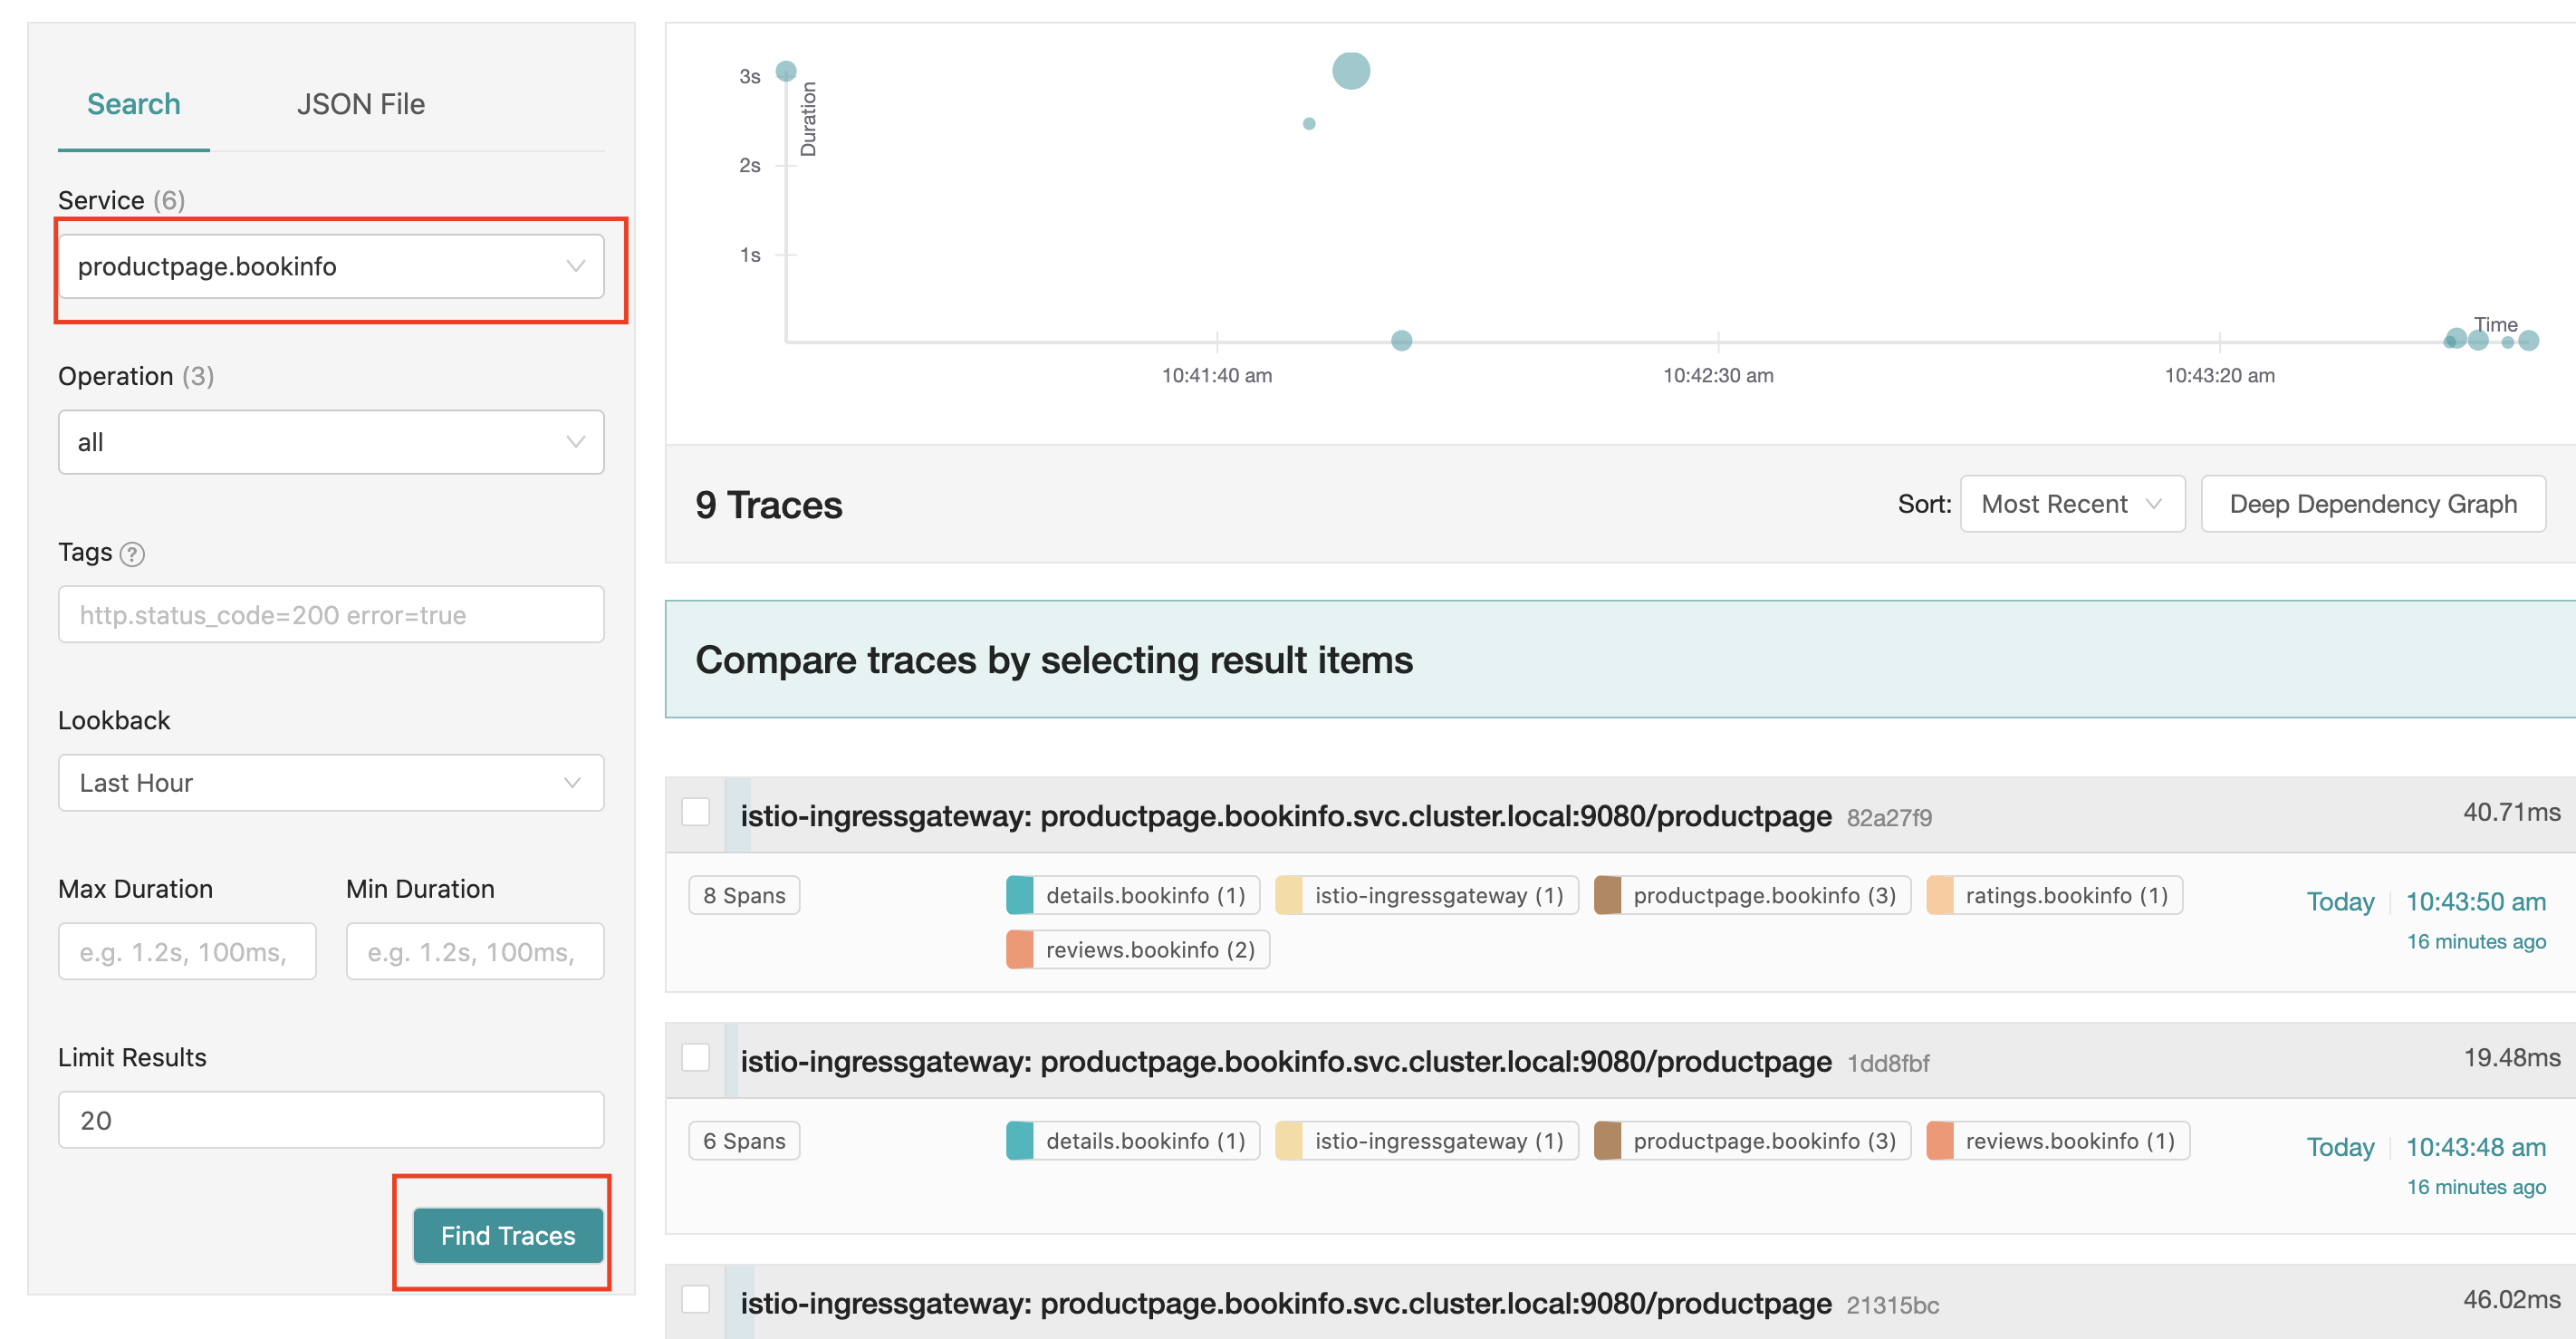 Search
JSON File
Service (6)
productpage.bookinfo
Operation (3)
all
Tags ?
http.status_code=200 error=true
Lookback
Last Hour
Max Duration
Min Duration
e.g. 1.2s, 100ms,
e.g. 1.2s, 100ms,
Limit Results
20
Find Traces
3s
2s
1s
Duration
Time
10:41:40 am
10:42:30 am
10:43:20 am
9 Traces
Sort: Most Recent
Deep Dependency Graph
Compare traces by selecting result items
istio-ingressgateway: productpage.bookinfo.svc.cluster.local:9080/productpage 82a27f9
40.71ms
8 Spans
details.bookinfo (1)
istio-ingressgateway (1)
productpage.bookinfo (3)
ratings.bookinfo (1)
reviews.bookinfo (2)
Today
10:43:50 am
16 minutes ago
istio-ingressgateway: productpage.bookinfo.svc.cluster.local:9080/productpage 1dd8fbf
19.48ms
6 Spans
details.bookinfo (1)
istio-ingressgateway (1)
productpage.bookinfo (3)
reviews.bookinfo (1)
Today
10:43:48 am
16 minutes ago
istio-ingressgateway: productpage.bookinfo.svc.cluster.local:9080/productpage 21315bc
46.02ms